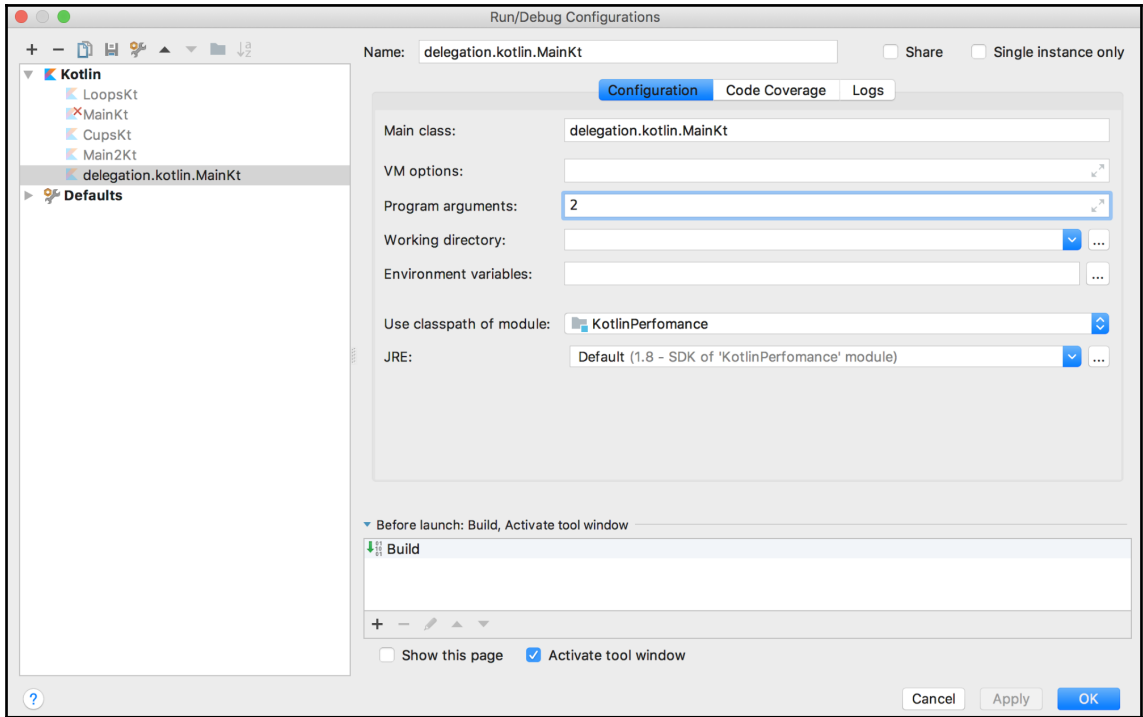 Run/Debug Configurations
Name: delegation.kotlin.MainKt Share Single instance only
Kotlin
LoopsKt
MainKt
CupsKt
Main2Kt
delegation.kotlin.MainKt
Defaults
Configuration Code Coverage Logs
Main class: delegation.kotlin.MainKt
VM options:
Program arguments: 2
Working directory: ...
Environment variables: ...
Use classpath of module: KotlinPerfomance
JRE: Default (1.8 - SDK of 'KotlinPerfomance' module) ...
Before launch: Build, Activate tool window
Build
Show this page Activate tool window
? Cancel Apply OK